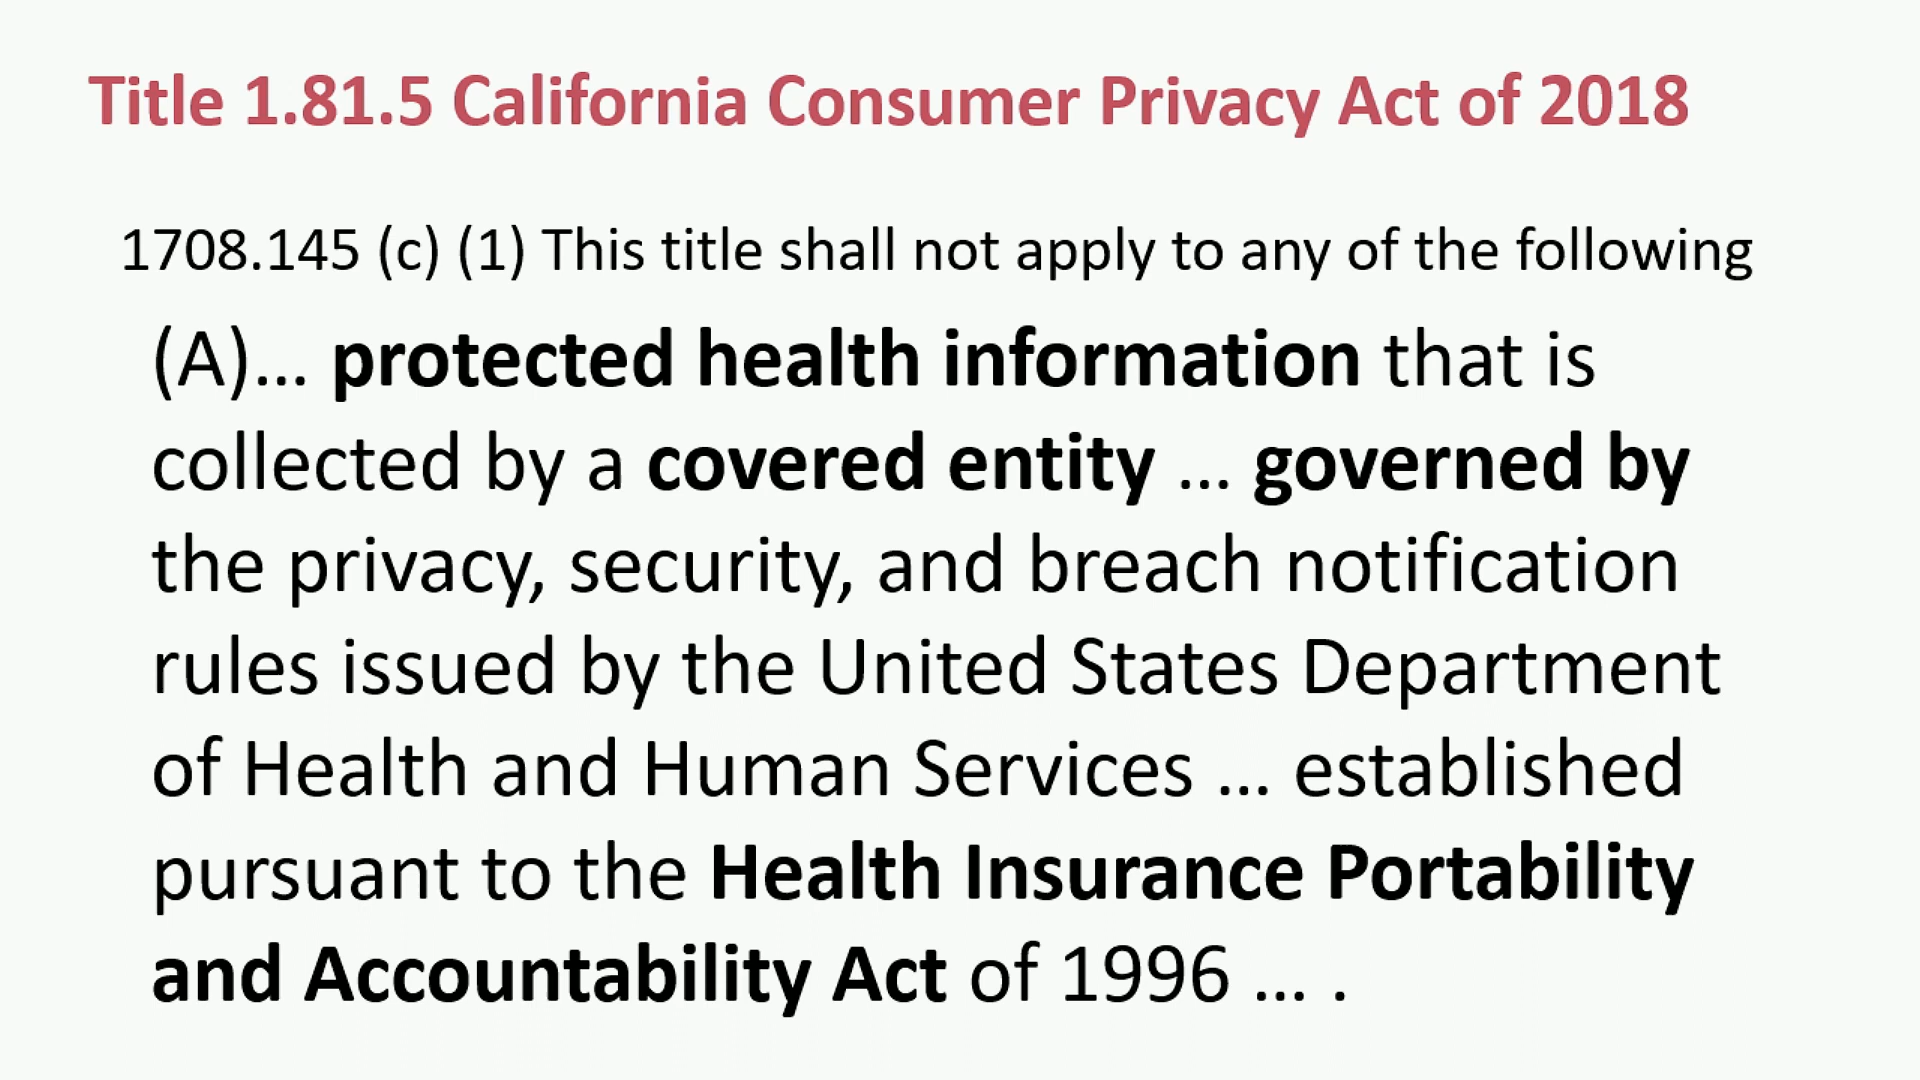 Title 1.81.5 California Consumer Privacy Act of 2018
1708.145 (c) (1) This title shall not apply to any of the following
(A)... protected health information that is
collected by a covered entity ... governed by
the privacy, security, and breach notification
rules issued by the United States Department
of Health and Human Services ... established
pursuant to the Health Insurance Portability
and Accountability Act of 1996 ... .